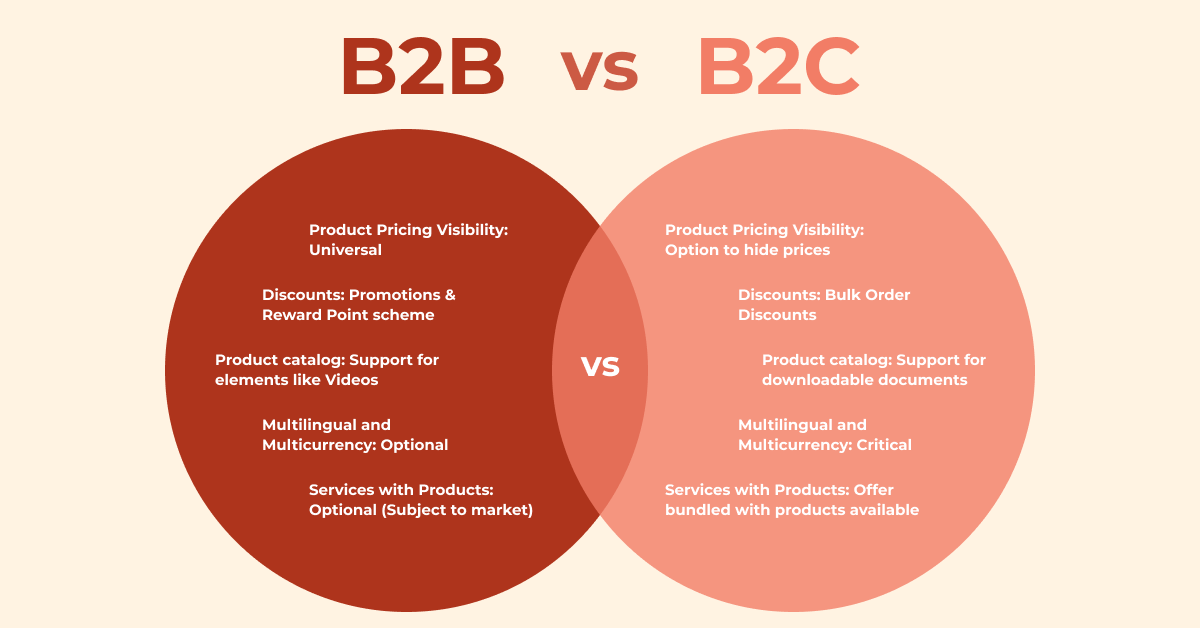 B2B vs B2C
Product Pricing Visibility:
Universal
Discounts: Promotions &
Reward Point scheme
Product catalog: Support for
elements like Videos
Multilingual and
Multicurrency: Optional
Services with Products:
Optional (Subject to market)
vs
Product Pricing Visibility:
Option to hide prices
Discounts: Bulk Order
Discounts
Product catalog: Support for
downloadable documents
Multilingual and
Multicurrency: Critical
Services with Products: Offer
bundled with products available